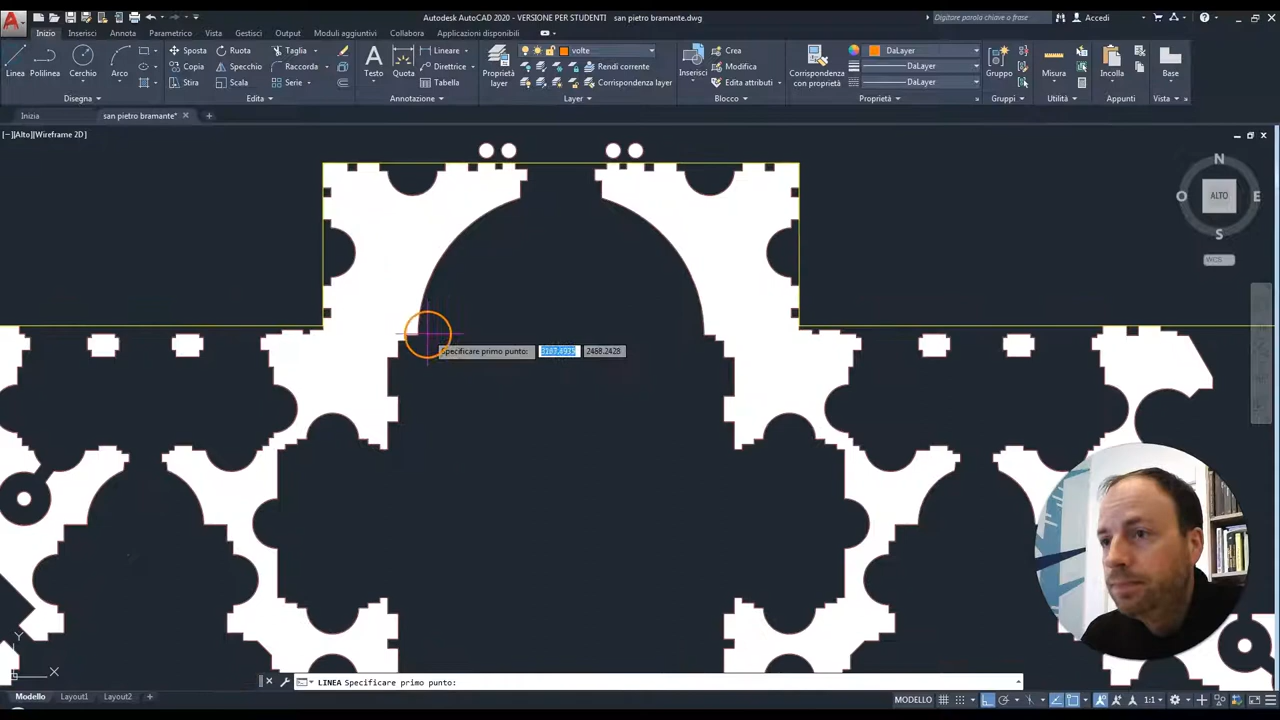 Autodesk AutoCAD 2020 - VERSIONE PER STUDENTI san pietro bramante.dwg
Digitare parola chiave o frase
Accedi
Inizio Inserisci Annota Parametrico Vista Gestisci Output Moduli aggiuntivi Collabora Express Tools Applicazioni disponibili
Linea Polilinea Cerchio Arco
Sposta Ruota Taglia
Copia Specchio Raccorda
Stira Scala Serie
Testo Quota
Lineare
Direttrice
Tabella
Proprietà layer
volte
Rendi corrente
Corrispondenza layer
Inserisci
Crea
Modifica
Modifica attributi
Corrispondenza con proprietà
DaLayer
DaLayer
DaLayer
Gruppo Misura Incolla Base
Disegna Edita Annotazione Layer Blocco Proprietà Gruppi Utilità Appunti Vista
Inizia san pietro bramante*
[−][Alto][Wireframe 2D]
N
O ALTO E
S
WCS
Specificare primo punto: 2488.2428
Y
X
LINEA Specificare primo punto:
Modello Layout1 Layout2
MODELLO 1:1